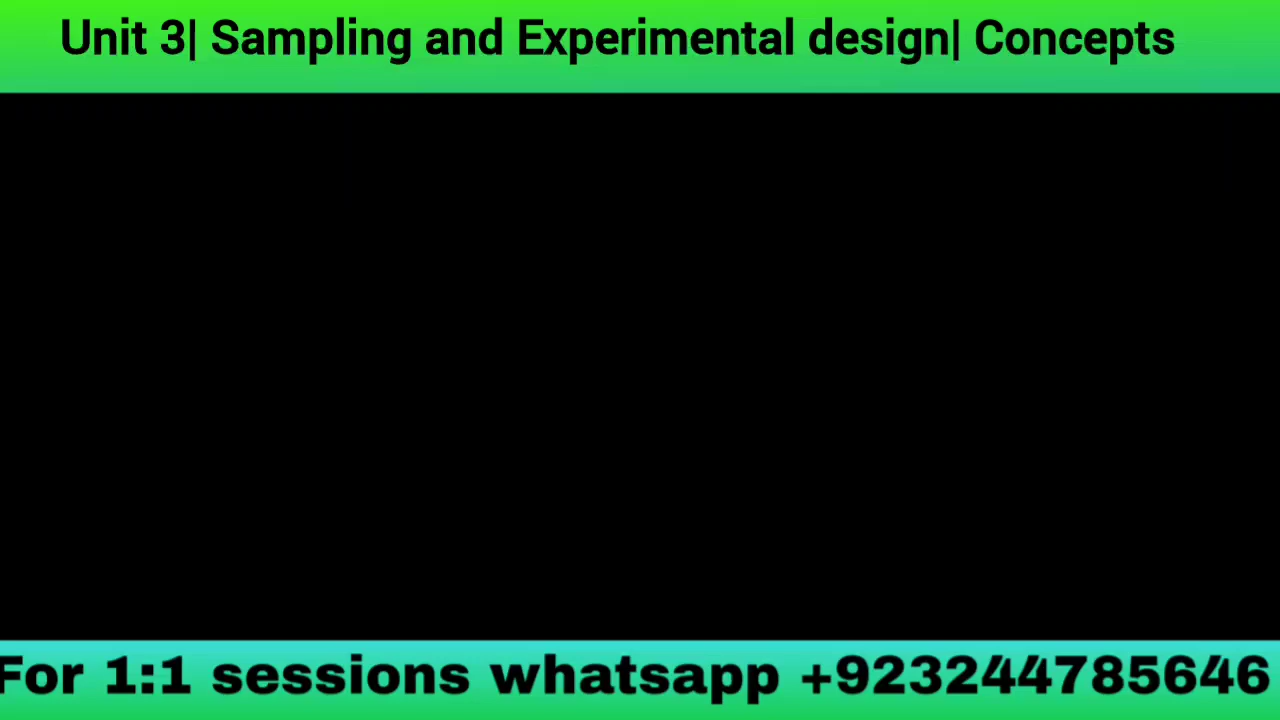 Unit 3| Sampling and Experimental design| Concepts
For 1:1 sessions whatsapp +923244785646